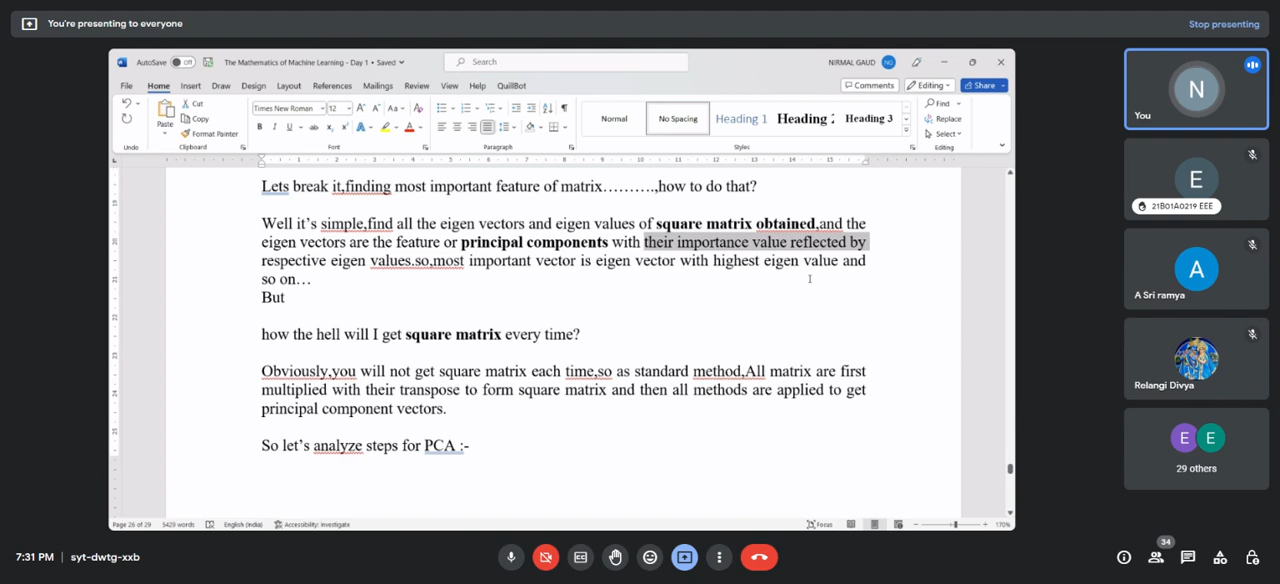 You're presenting to everyone
Stop presenting
AutoSave Off
The Mathematics of Machine Learning - Day 1 • Saved
Search
NIRMAL GAUD NG
File Home Insert Draw Design Layout References Mailings Review View Help QuillBot
Comments Editing Share
Paste
Cut
Copy
Format Painter
Times New Roman 12
Normal
No Spacing
Heading 1
Heading 2
Heading 3
Find
Replace
Select
Undo Clipboard Font Paragraph Styles Editing
Lets break it,finding most important feature of matrix……….,how to do that?
Well it's simple,find all the eigen vectors and eigen values of square matrix obtained,and the
eigen vectors are the feature or principal components with their importance value reflected by
respective eigen values.so,most important vector is eigen vector with highest eigen value and
so on…
But
how the hell will I get square matrix every time?
Obviously,you will not get square matrix each time,so as standard method,All matrix are first
multiplied with their transpose to form square matrix and then all methods are applied to get
principal component vectors.
So let's analyze steps for PCA :-
Page 26 of 29 5429 words English (India) Accessibility: Investigate
Focus 170%
N
You
E
21B01A0219 EEE
A
A Sri ramya
Relangi Divya
E E
29 others
7:31 PM | syt-dwtg-xxb
34